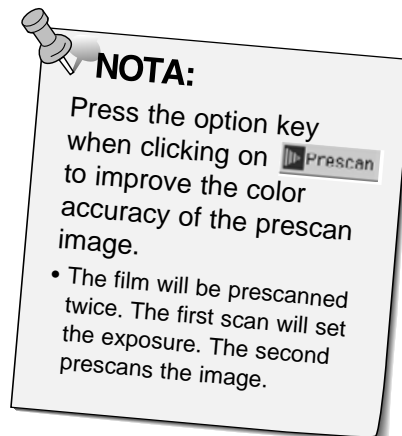 NOTA:
Press the option key
when clicking on Prescan
to improve the color
accuracy of the prescan
image.
• The film will be prescanned
twice. The first scan will set
the exposure. The second
prescans the image.